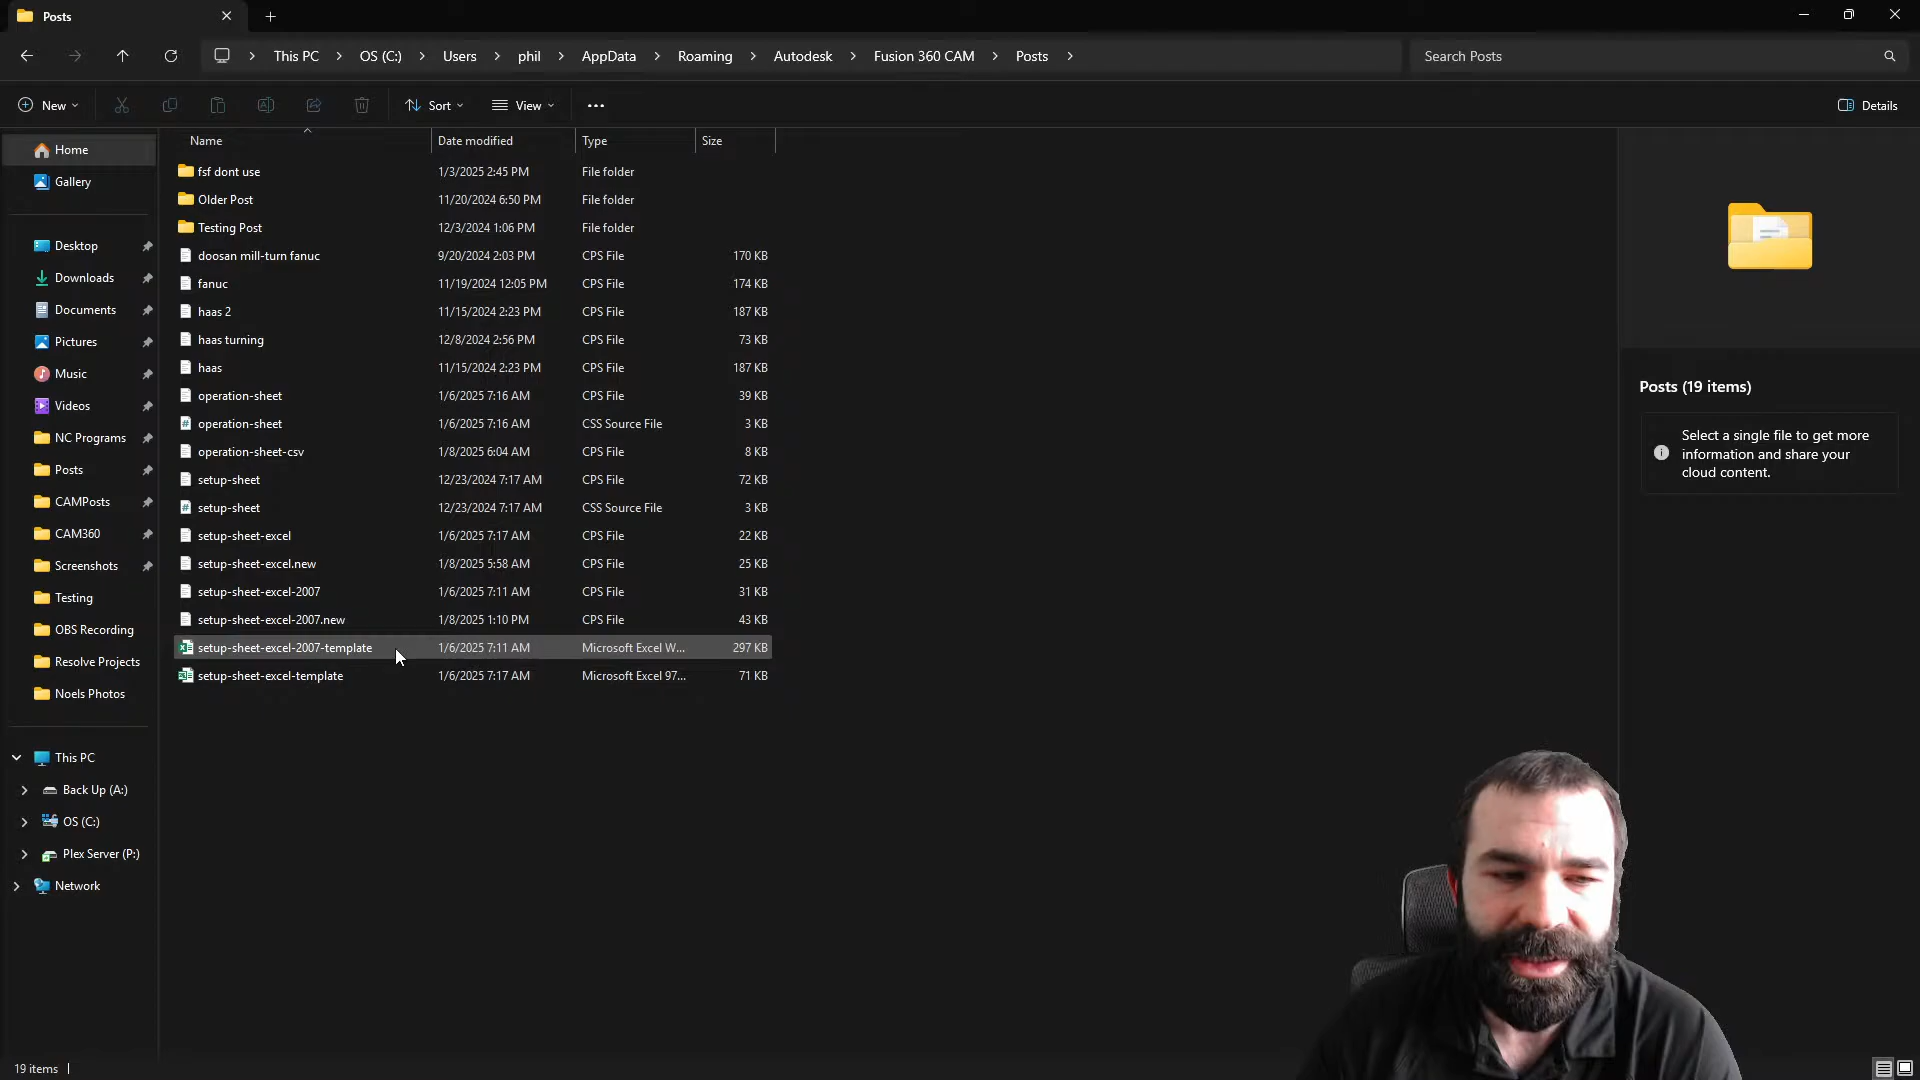 Posts
This PC > OS (C:) > Users > phil > AppData > Roaming > Autodesk > Fusion 360 CAM > Posts >
Search Posts
New
Sort
View
Details
Name
Date modified
Type
Size
Home
Gallery
Desktop
Downloads
Documents
Pictures
Music
Videos
NC Programs
Posts
CAMPosts
CAM360
Screenshots
Testing
OBS Recording
Resolve Projects
Noels Photos
This PC
Back Up (A:)
OS (C:)
Plex Server (P:)
Network
fsf dont use 1/3/2025 2:45 PM File folder
Older Post 11/20/2024 6:50 PM File folder
Testing Post 12/3/2024 1:06 PM File folder
doosan mill-turn fanuc 9/20/2024 2:03 PM CPS File 170 KB
fanuc 11/19/2024 12:05 PM CPS File 174 KB
haas 2 11/15/2024 2:23 PM CPS File 187 KB
haas turning 12/8/2024 2:56 PM CPS File 73 KB
haas 11/15/2024 2:23 PM CPS File 187 KB
operation-sheet 1/6/2025 7:16 AM CPS File 39 KB
operation-sheet 1/6/2025 7:16 AM CSS Source File 3 KB
operation-sheet-csv 1/8/2025 6:04 AM CPS File 8 KB
setup-sheet 12/23/2024 7:17 AM CPS File 72 KB
setup-sheet 12/23/2024 7:17 AM CSS Source File 3 KB
setup-sheet-excel 1/6/2025 7:17 AM CPS File 22 KB
setup-sheet-excel.new 1/8/2025 5:58 AM CPS File 25 KB
setup-sheet-excel-2007 1/6/2025 7:11 AM CPS File 31 KB
setup-sheet-excel-2007.new 1/8/2025 1:10 PM CPS File 43 KB
setup-sheet-excel-2007-template 1/6/2025 7:11 AM Microsoft Excel W... 297 KB
setup-sheet-excel-template 1/6/2025 7:17 AM Microsoft Excel 97... 71 KB
Posts (19 items)
Select a single file to get more
information and share your
cloud content.
19 items